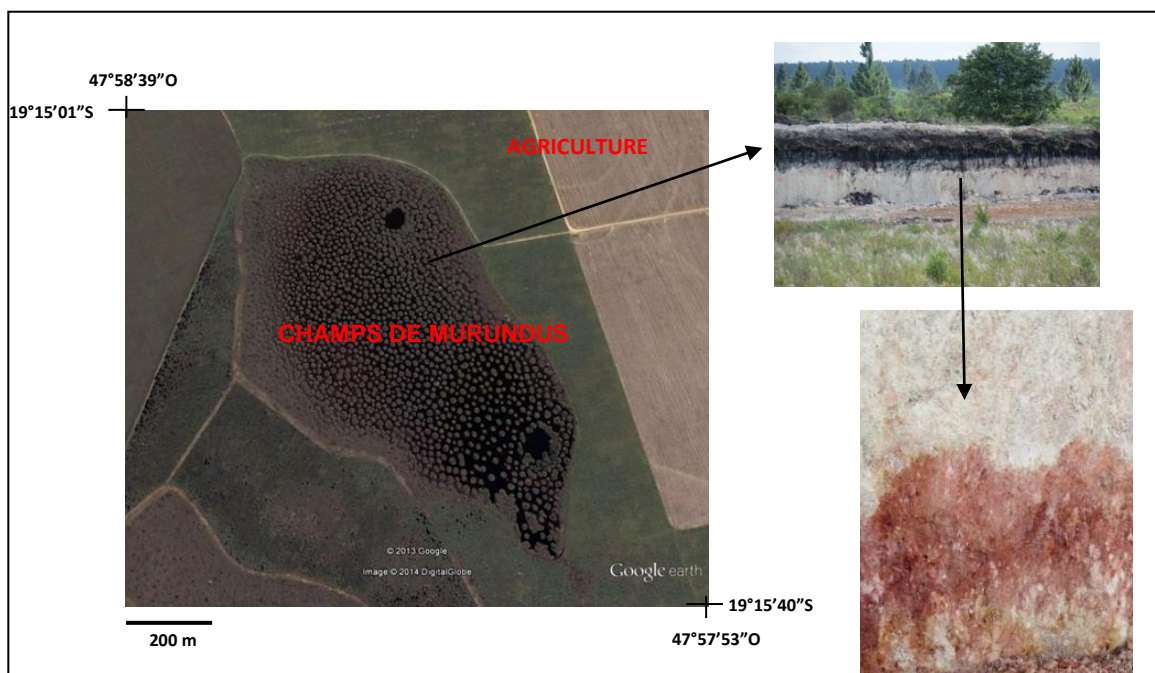 47°58’39”O
19°15’01”S
AGRICULTURE
CHAMPS DE MURUNDUS
© 2013 Google
Image © 2014 DigitalGlobe
Google earth
19°15’40”S
200 m
47°57’53”O